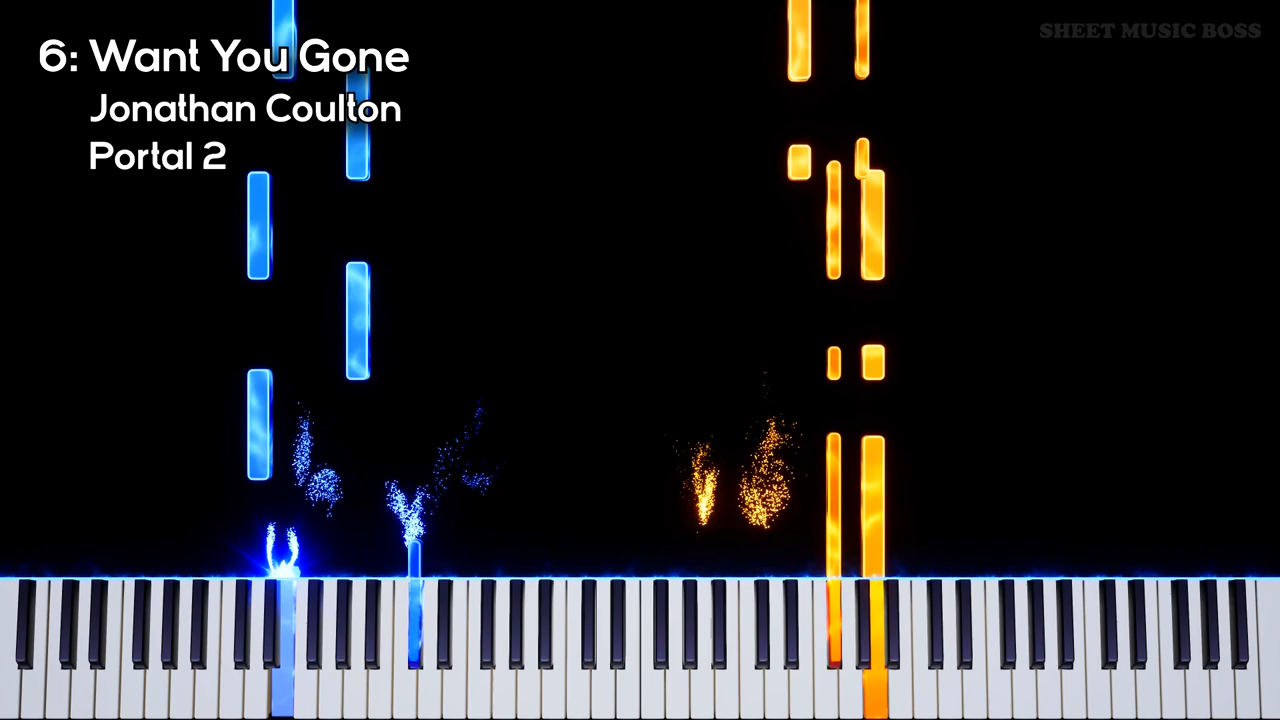 6: Want You Gone
Jonathan Coulton
Portal 2
SHEET MUSIC BOSS